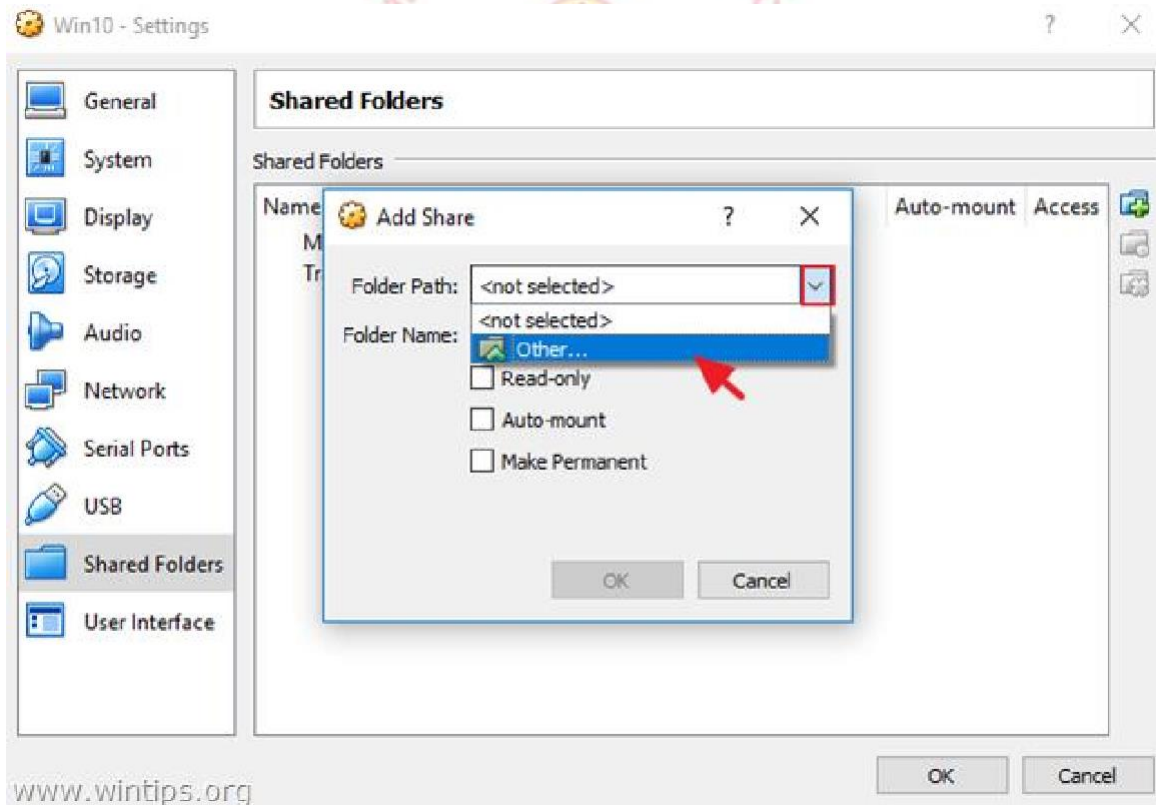 Win10 - Settings
?
General
System
Display
Storage
Audio
Network
Serial Ports
USB
Shared Folders
User Interface
Shared Folders
Shared Folders
Name
Auto-mount
Access
Add Share
?
Folder Path:
<not selected>
<not selected>
Folder Name:
Other...
Read-only
Auto-mount
Make Permanent
OK
Cancel
OK
Cancel
www.wintips.org